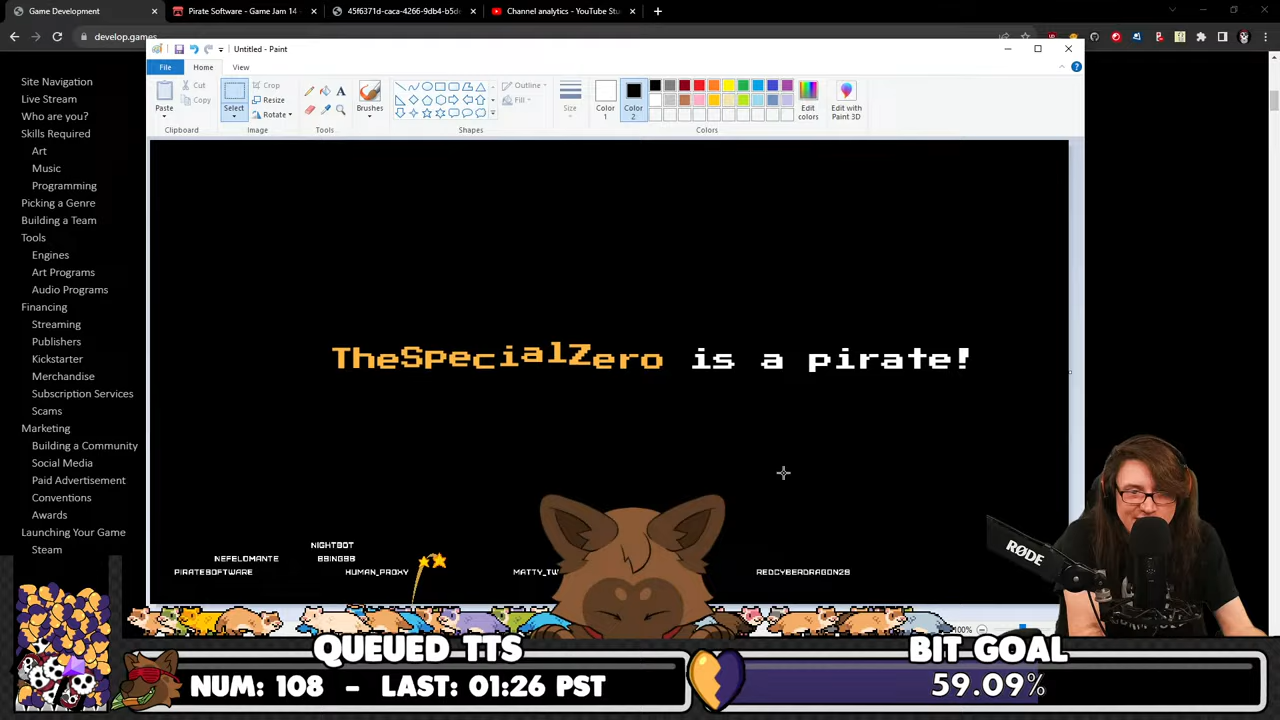 Game Development
Pirate Software - Game Jam 14 -
45f6371d-caca-4266-9db4-b5d
Channel analytics - YouTube Stu
develop.games
Untitled - Paint
File
Home
View
Paste
Cut
Copy
Clipboard
Select
Crop
Resize
Rotate
Image
Tools
Brushes
Shapes
Outline
Fill
Size
Color 1
Color 2
Colors
Edit colors
Edit with Paint 3D
Site Navigation
Live Stream
Who are you?
Skills Required
Art
Music
Programming
Picking a Genre
Building a Team
Tools
Engines
Art Programs
Audio Programs
Financing
Streaming
Publishers
Kickstarter
Merchandise
Subscription Services
Scams
Marketing
Building a Community
Social Media
Paid Advertisement
Conventions
Awards
Launching Your Game
Steam
TheSpecialZero is a pirate!
NIGHTBOT
NEFELOMANTE
PIRATESOFTWARE
HUMAN_PROXY
MATTY_TW
REDCYBERDRAGON29
RØDE
100%
QUEUED TTS
NUM: 108 - LAST: 01:26 PST
BIT GOAL
59.09%